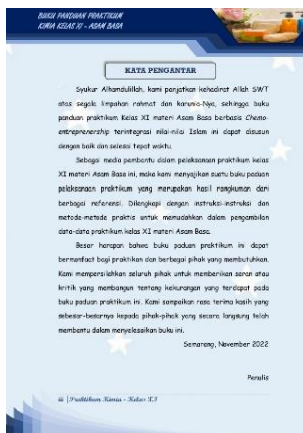 BUKU PANDUAN PRAKTIKUM
KIMIA KELAS XI - ASAM BASA
KATA PENGANTAR
Syukur Alhamdulillah, kami panjatkan kehadirat Allah SWT
atas segala limpahan rahmat dan karunia-Nya, sehingga buku
panduan praktikum Kelas XI materi Asam Basa berbasis Chemo-
entreprenership terintegrasi nilai-nilai Islam ini dapat disusun
dengan baik dan selesai tepat waktu.
Sebagai media pembantu dalam pelaksanaan praktikum kelas
XI materi Asam Basa ini, maka kami menyajikan suatu buku paduan
pelaksanaan praktikum yang merupakan hasil rangkuman dari
berbagai referensi. Dilengkapi dengan instruksi-instruksi dan
metode-metode praktis untuk memudahkan dalam pengambilan
data-data praktikum kelas XI materi Asam Basa.
Besar harapan bahwa buku paduan praktikum ini dapat
bermanfaat bagi praktikan dan berbagai pihak yang membutuhkan.
Kami mempersilahkan seluruh pihak untuk memberikan saran atau
kritik yang membangun tentang kekurangan yang terdapat pada
buku paduan praktikum ini. Kami sampaikan rasa terima kasih yang
sebesar-besarnya kepada pihak-pihak yang secara langsung telah
membantu dalam menyelesaikan buku ini.
Semarang, November 2022
Penulis
iii | Praktikum Kimia - Kelas XI